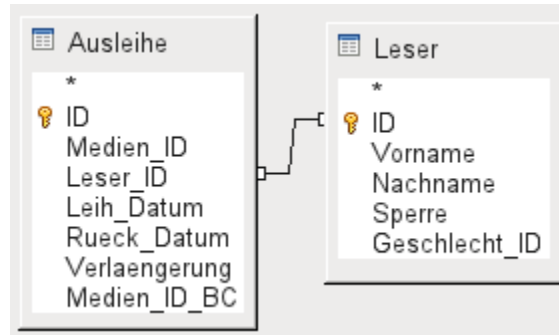 Ausleihe
*
ID
Medien_ID
Leser_ID
Leih_Datum
Rueck_Datum
Verlaengerung
Medien_ID_BC
Leser
*
ID
Vorname
Nachname
Sperre
Geschlecht_ID